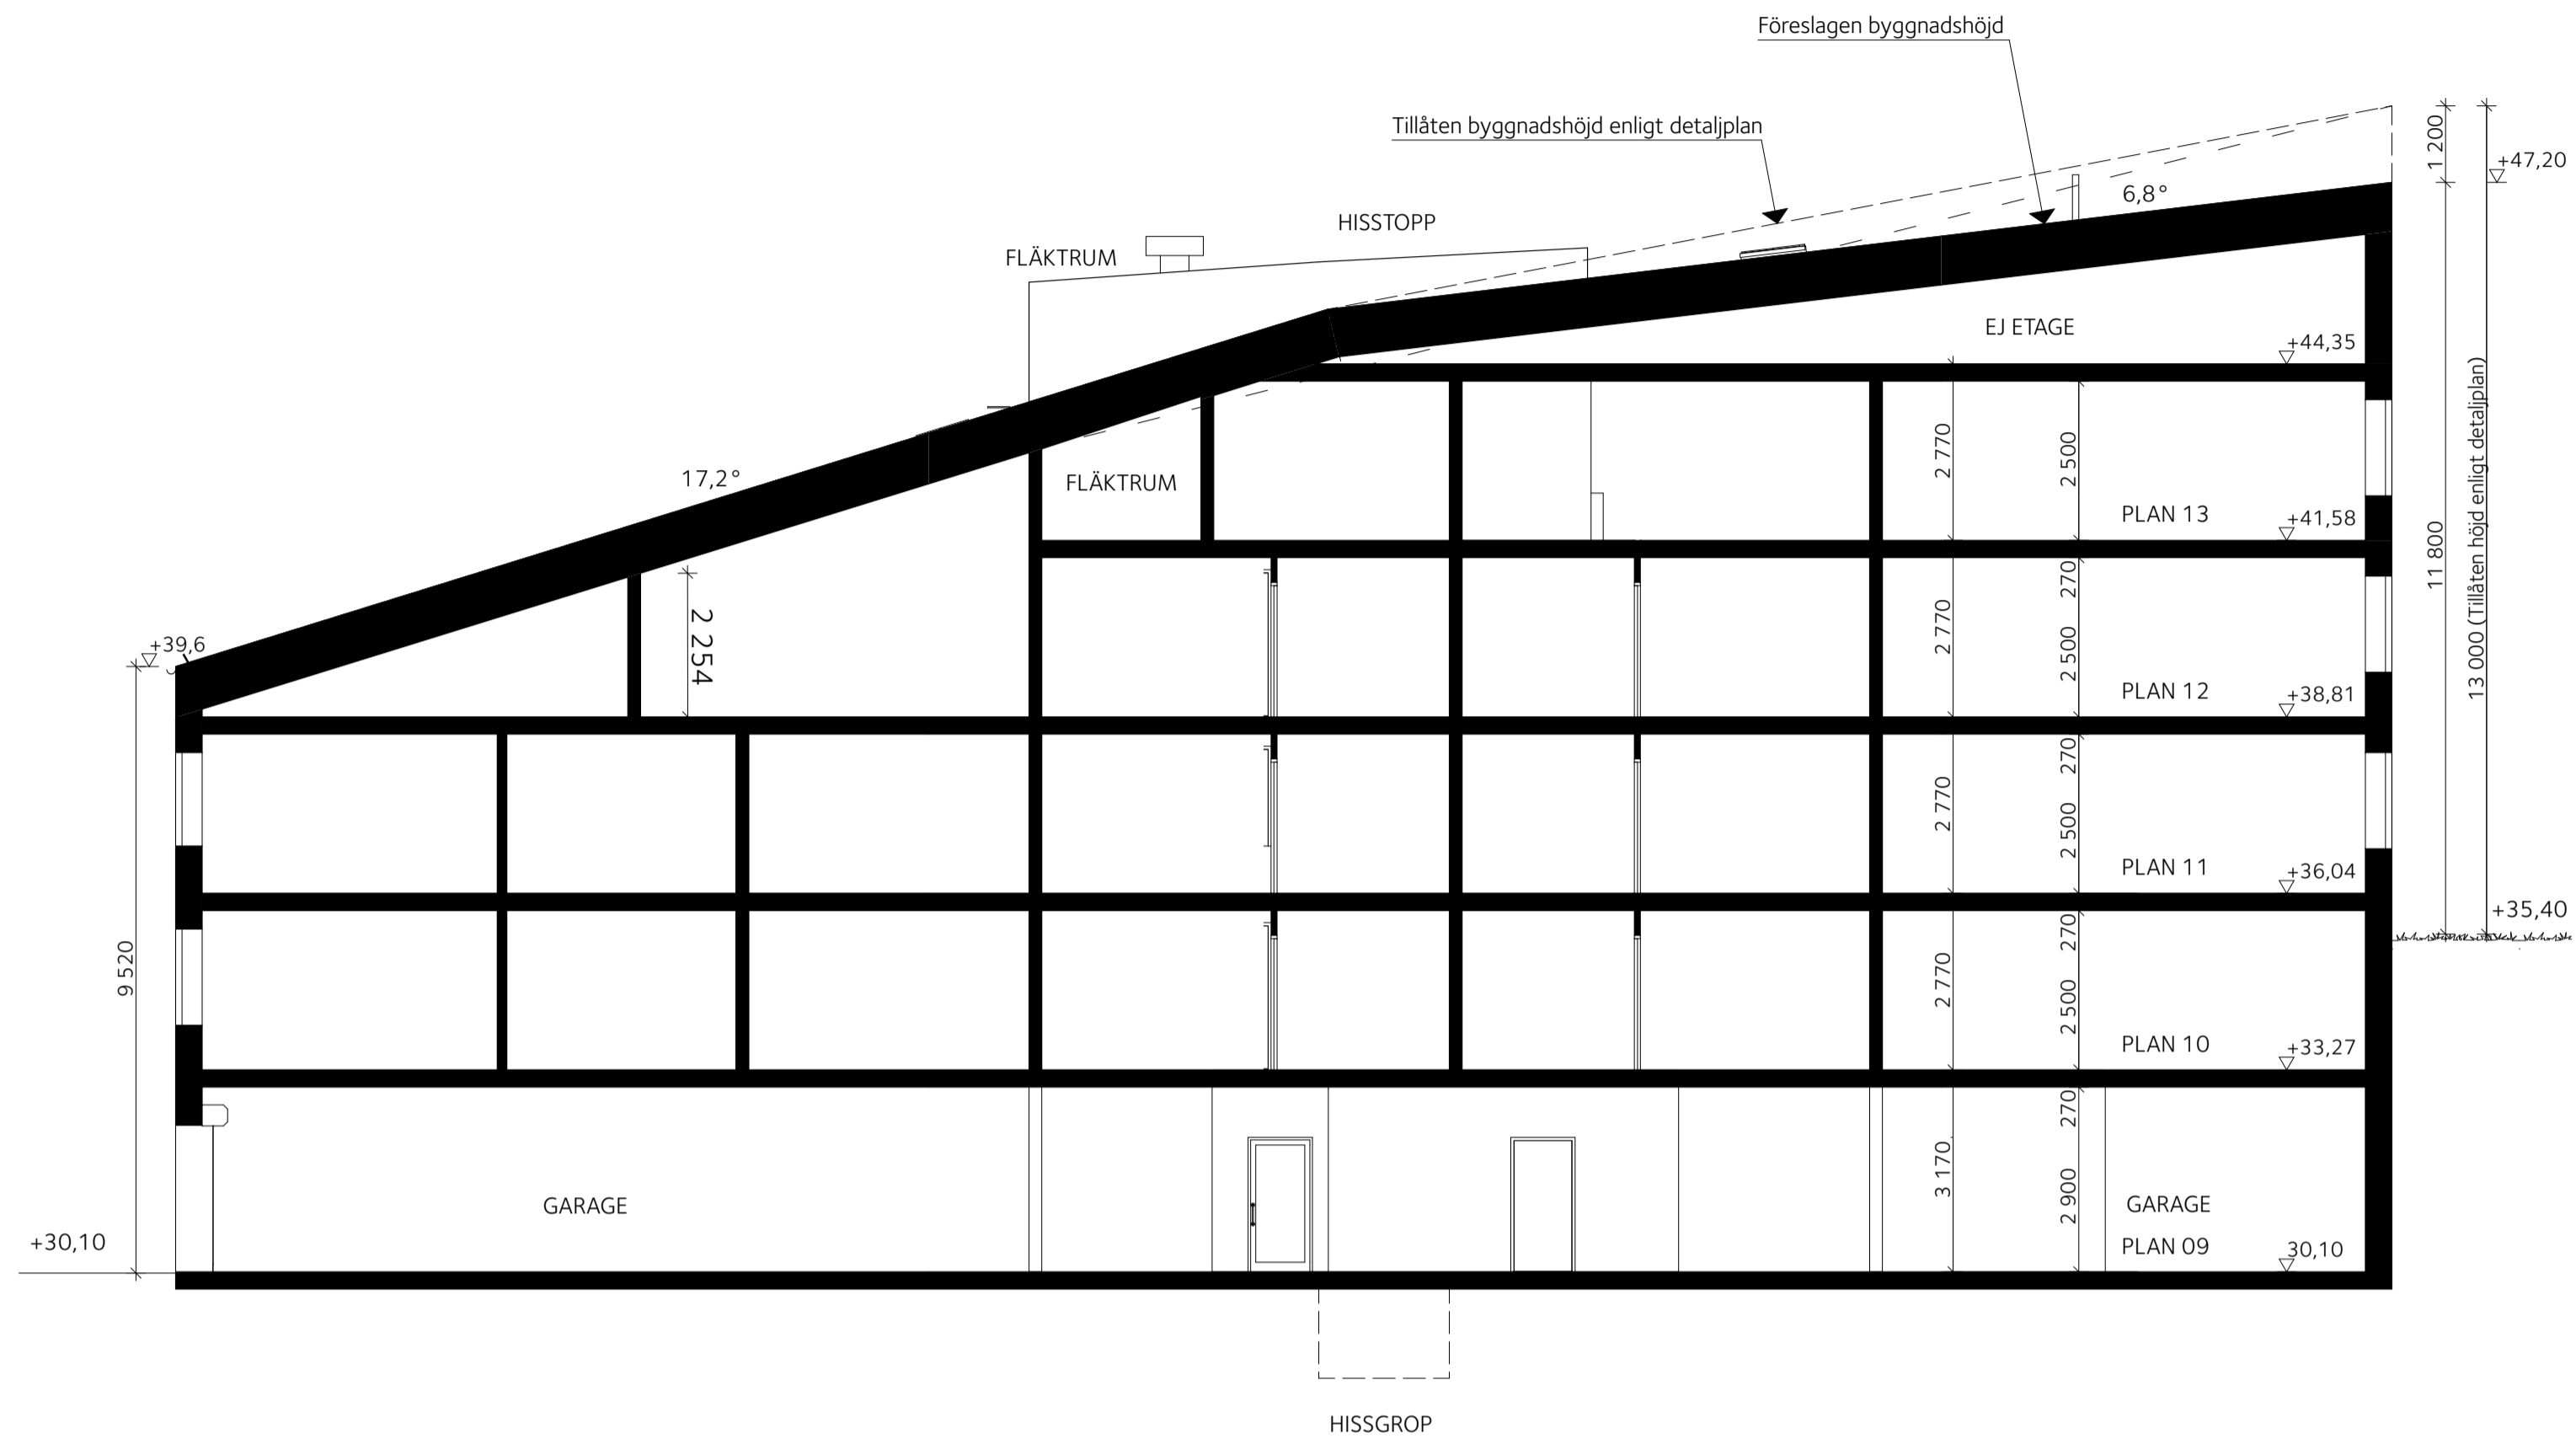 Föreslagen byggnadshöjd
Tillåten byggnadshöjd enligt detaljplan
1 200
+47,20
6,8°
HISSTOPP
FLÄKTRUM
EJ ETAGE
+44,35
13 000 (Tillåten höjd enligt detaljplan)
11 800
2 770
2 500
17,2°
FLÄKTRUM
PLAN 13
+41,58
270
2 770
2 500
2 254
+39,6
PLAN 12
+38,81
270
2 770
2 500
PLAN 11
+36,04
+35,40
270
9 520
2 770
2 500
PLAN 10
+33,27
270
3 170
2 900
GARAGE
GARAGE
+30,10
PLAN 09
30,10
HISSGROP